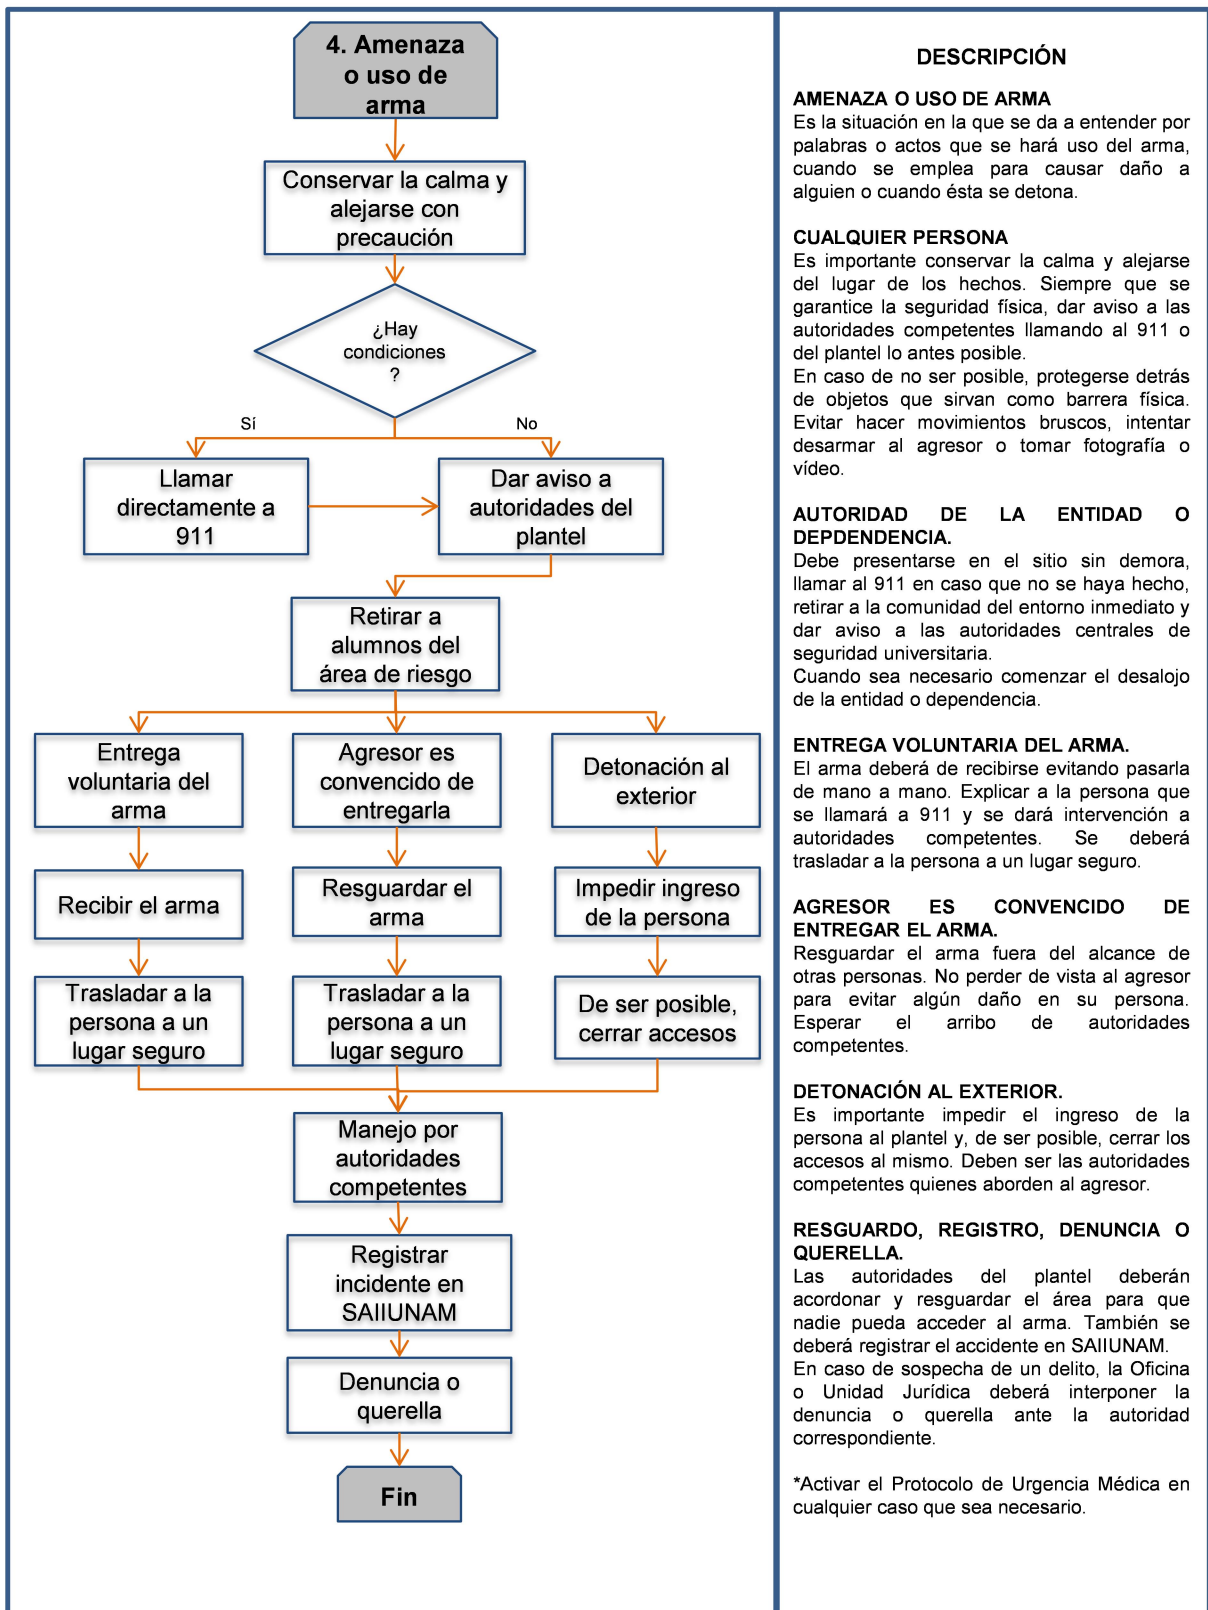 4. Amenaza
o uso de
arma
Conservar la calma y
alejarse con
precaución
¿Hay
condiciones
?
Sí
No
Llamar
directamente a
911
Dar aviso a
autoridades del
plantel
Retirar a
alumnos del
área de riesgo
Entrega
voluntaria del
arma
Agresor es
convencido de
entregarla
Detonación al
exterior
Recibir el arma
Resguardar el
arma
Impedir ingreso
de la persona
Trasladar a la
persona a un
lugar seguro
Trasladar a la
persona a un
lugar seguro
De ser posible,
cerrar accesos
Manejo por
autoridades
competentes
Registrar
incidente en
SAIIUNAM
Denuncia o
querella
Fin
DESCRIPCIÓN
AMENAZA O USO DE ARMA
Es la situación en la que se da a entender por
palabras o actos que se hará uso del arma,
cuando se emplea para causar daño a
alguien o cuando ésta se detona.
CUALQUIER PERSONA
Es importante conservar la calma y alejarse
del lugar de los hechos. Siempre que se
garantice la seguridad física, dar aviso a las
autoridades competentes llamando al 911 o
del plantel lo antes posible.
En caso de no ser posible, protegerse detrás
de objetos que sirvan como barrera física.
Evitar hacer movimientos bruscos, intentar
desarmar al agresor o tomar fotografía o
vídeo.
AUTORIDAD DE LA ENTIDAD O
DEPDENDENCIA.
Debe presentarse en el sitio sin demora,
llamar al 911 en caso que no se haya hecho,
retirar a la comunidad del entorno inmediato y
dar aviso a las autoridades centrales de
seguridad universitaria.
Cuando sea necesario comenzar el desalojo
de la entidad o dependencia.
ENTREGA VOLUNTARIA DEL ARMA.
El arma deberá de recibirse evitando pasarla
de mano a mano. Explicar a la persona que
se llamará a 911 y se dará intervención a
autoridades competentes. Se deberá
trasladar a la persona a un lugar seguro.
AGRESOR ES CONVENCIDO DE
ENTREGAR EL ARMA.
Resguardar el arma fuera del alcance de
otras personas. No perder de vista al agresor
para evitar algún daño en su persona.
Esperar el arribo de autoridades
competentes.
DETONACIÓN AL EXTERIOR.
Es importante impedir el ingreso de la
persona al plantel y, de ser posible, cerrar los
accesos al mismo. Deben ser las autoridades
competentes quienes aborden al agresor.
RESGUARDO, REGISTRO, DENUNCIA O
QUERELLA.
Las autoridades del plantel deberán
acordonar y resguardar el área para que
nadie pueda acceder al arma. También se
deberá registrar el accidente en SAIIUNAM.
En caso de sospecha de un delito, la Oficina
o Unidad Jurídica deberá interponer la
denuncia o querella ante la autoridad
correspondiente.
*Activar el Protocolo de Urgencia Médica en
cualquier caso que sea necesario.